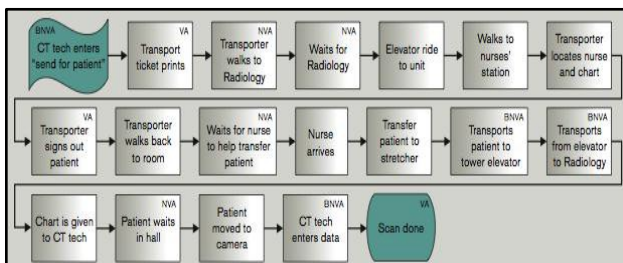 BNVA
CT tech enters
"send for patient"
VA
Transport
ticket prints
NVA
Transporter
walks to
Radiology
NVA
Waits for
Radiology
Elevator ride
to unit
Walks to
nurses'
station
Transporter
locates nurse
and chart
VA
Transporter
signs out
patient
Transporter
walks back
to room
NVA
Waits for nurse
to help transfer
patient
Nurse
arrives
Transfer
patient to
stretcher
BNVA
Transports
patient to
tower elevator
BNVA
Transports
from elevator
to Radiology
Chart is given
to CT tech
NVA
Patient waits
in hall
Patient
moved to
camera
BNVA
CT tech
enters data
VA
Scan done